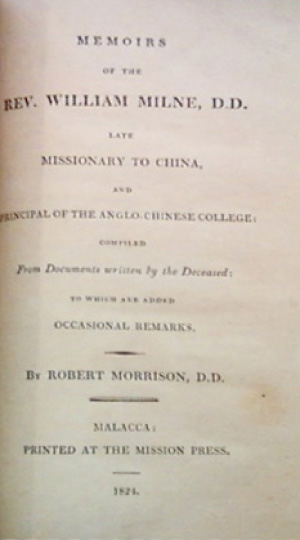 MEMOIRS
OF THE
REV. WILLIAM MILNE, D.D.
LATE
MISSIONARY TO CHINA,
AND
PRINCIPAL OF THE ANGLO-CHINESE COLLEGE:
COMPILED
From Documents written by the Deceased:
TO WHICH ARE ADDED
OCCASIONAL REMARKS.
BY ROBERT MORRISON, D.D.
MALACCA:
PRINTED AT THE MISSION PRESS.
1824.